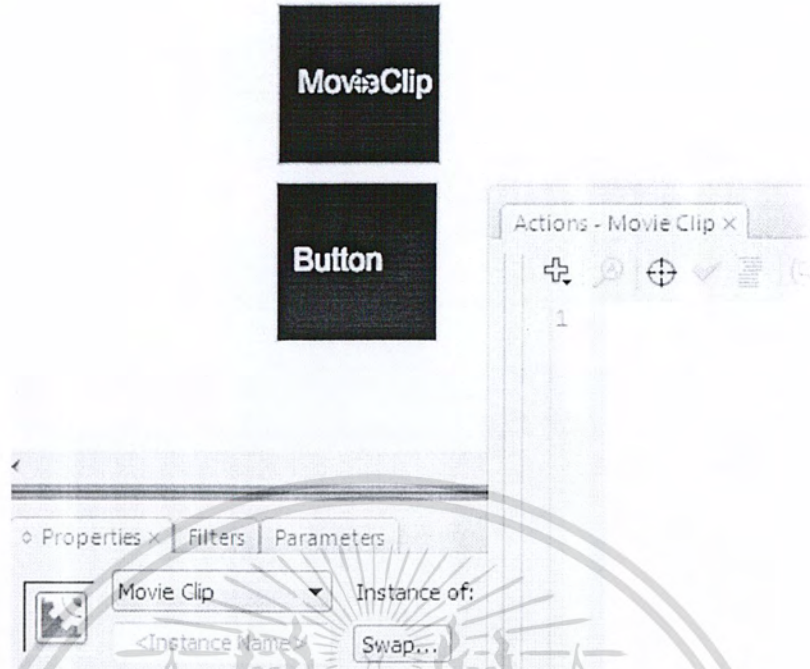 MovieClip
Button
Actions - Movie Clip ×
1
Properties × Filters Parameters
Movie Clip Instance of:
<Instance Name> Swap...